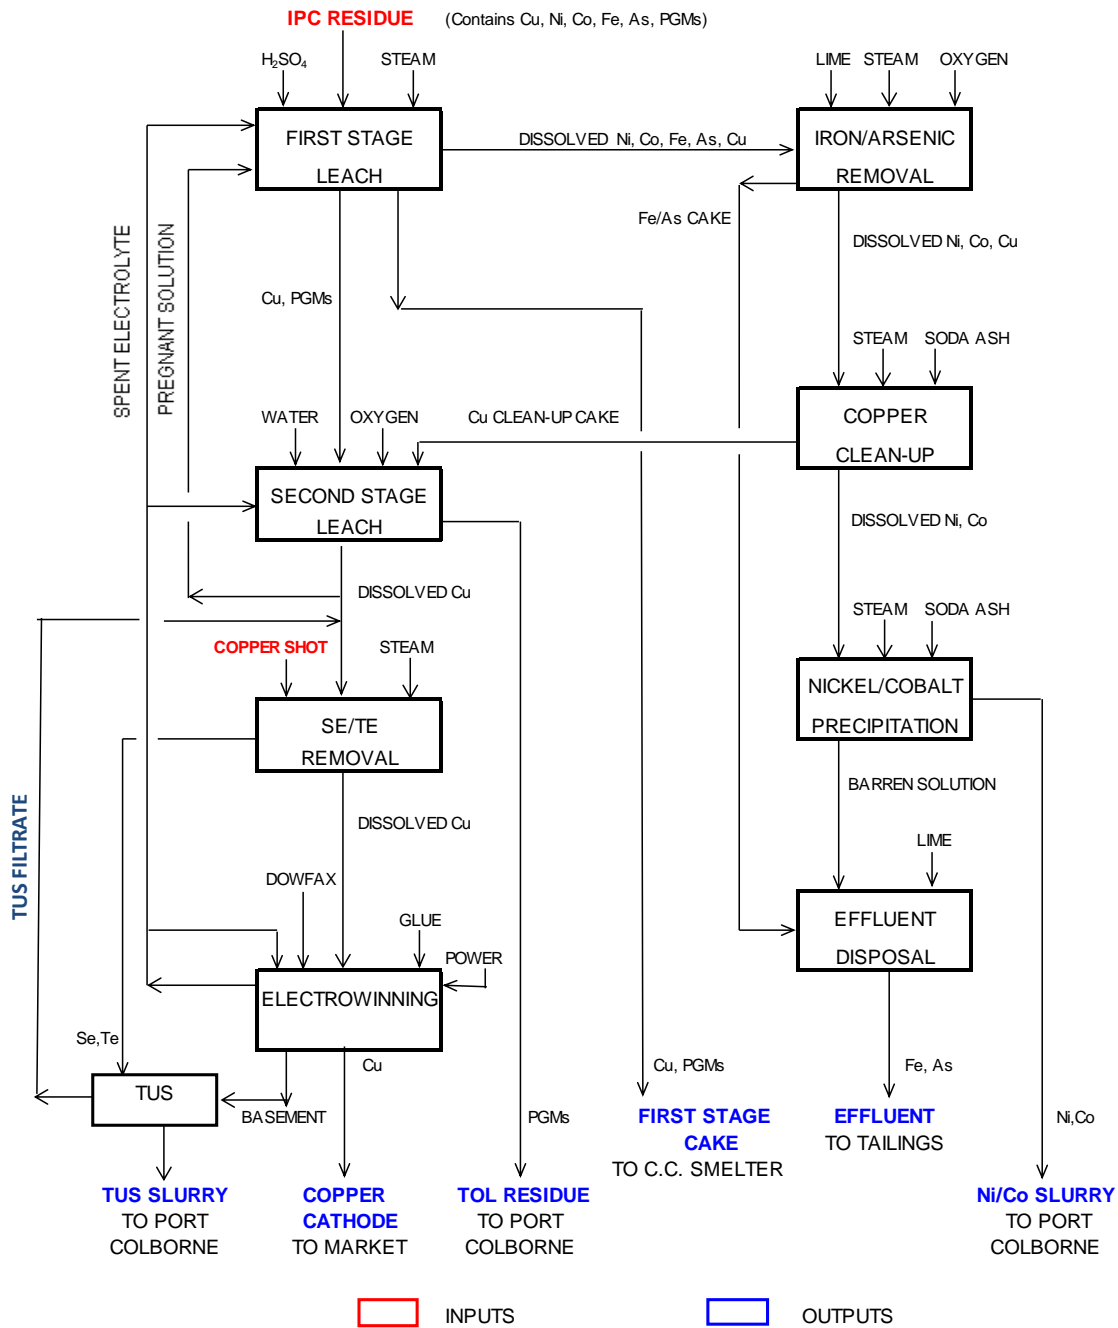 IPC RESIDUE (Contains Cu, Ni, Co, Fe, As, PGMs)
H₂SO₄ STEAM
LIME STEAM OXYGEN
FIRST STAGE
LEACH
DISSOLVED Ni, Co, Fe, As, Cu
IRON/ARSENIC
REMOVAL
Fe/As CAKE
DISSOLVED Ni, Co, Cu
SPENT ELECTROLYTE
PREGNANT SOLUTION
Cu, PGMs
STEAM SODA ASH
WATER OXYGEN
Cu CLEAN-UP CAKE
COPPER
CLEAN-UP
SECOND STAGE
LEACH
DISSOLVED Ni, Co
DISSOLVED Cu
STEAM SODA ASH
COPPER SHOT STEAM
NICKEL/COBALT
PRECIPITATION
SE/TE
REMOVAL
BARREN SOLUTION
DISSOLVED Cu
TUS FILTRATE
LIME
DOWFAX
GLUE
POWER
EFFLUENT
DISPOSAL
ELECTROWINNING
Se,Te
Cu
Cu, PGMs
Fe, As
TUS
BASEMENT
PGMs
Ni,Co
FIRST STAGE
CAKE
TO C.C. SMELTER
EFFLUENT
TO TAILINGS
TUS SLURRY
TO PORT
COLBORNE
COPPER
CATHODE
TO MARKET
TOL RESIDUE
TO PORT
COLBORNE
Ni/Co SLURRY
TO PORT
COLBORNE
INPUTS
OUTPUTS